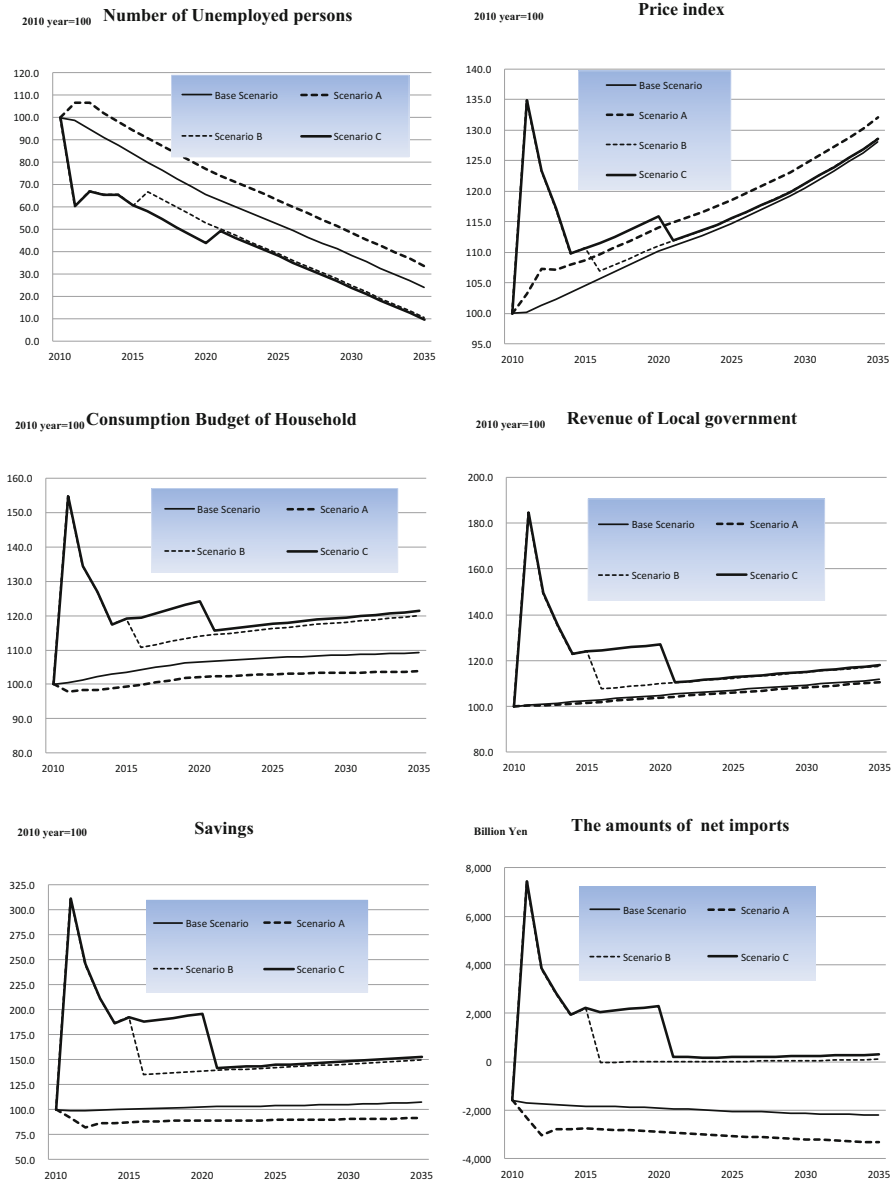 2010 year=100 Number of Unemployed persons
120.0
110.0
100.0
90.0
80.0
70.0
60.0
50.0
40.0
30.0
20.0
10.0
0.0
Base Scenario Scenario A
Scenario B Scenario C
2010 2015 2020 2025 2030 2035
2010 year=100 Price index
140.0
135.0
130.0
125.0
120.0
115.0
110.0
105.0
100.0
95.0
Base Scenario
Scenario A
Scenario B
Scenario C
2010 2015 2020 2025 2030 2035
2010 year=100 Consumption Budget of Household
160.0
150.0
140.0
130.0
120.0
110.0
100.0
90.0
80.0
Base Scenario Scenario A
Scenario B Scenario C
2010 2015 2020 2025 2030 2035
2010 year=100 Revenue of Local government
200.0
180.0
160.0
140.0
120.0
100.0
80.0
Base Scenario Scenario A
Scenario B Scenario C
2010 2015 2020 2025 2030 2035
2010 year=100 Savings
325.0
300.0
275.0
250.0
225.0
200.0
175.0
150.0
125.0
100.0
75.0
50.0
Base Scenario Scenario A
Scenario B Scenario C
2010 2015 2020 2025 2030 2035
Billion Yen The amounts of net imports
8,000
6,000
4,000
2,000
0
-2,000
-4,000
Base Scenario Scenario A
Scenario B Scenario C
2010 2015 2020 2025 2030 2035